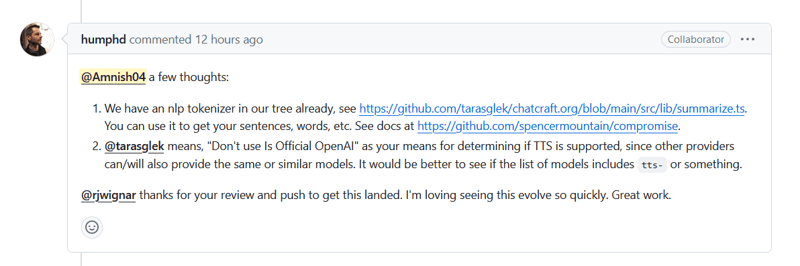 humphd commented 12 hours ago
Collaborator
@Amnish04 a few thoughts:
1. We have an nlp tokenizer in our tree already, see https://github.com/tarasglek/chatcraft.org/blob/main/src/lib/summarize.ts.
You can use it to get your sentences, words, etc. See docs at https://github.com/spencermountain/compromise.
2. @tarasglek means, "Don't use Is Official OpenAI" as your means for determining if TTS is supported, since other providers
can/will also provide the same or similar models. It would be better to see if the list of models includes tts- or something.
@rjwignar thanks for your review and push to get this landed. I'm loving seeing this evolve so quickly. Great work.